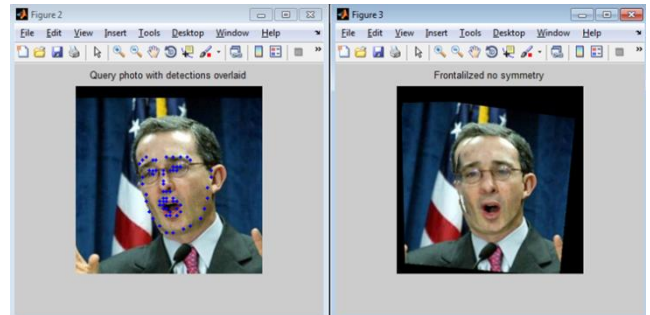 Figure 2
File Edit View Insert Tools Desktop Window Help
Query photo with detections overlaid
Figure 3
File Edit View Insert Tools Desktop Window Help
Frontalilzed no symmetry